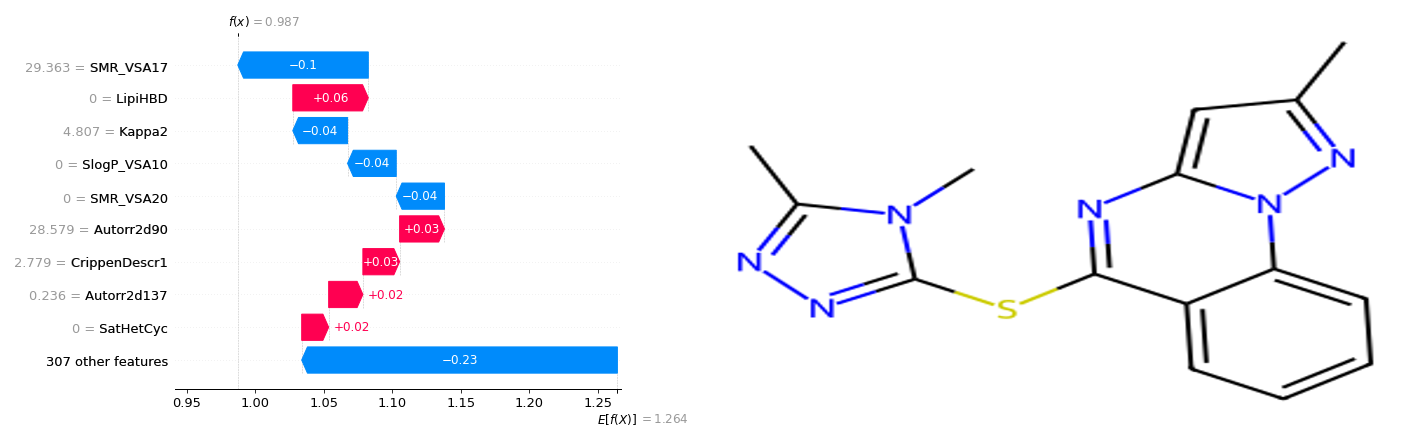 f(x) = 0.987
29.363 = SMR_VSA17
−0.1
0 = LipiHBD
+0.06
4.807 = Kappa2
−0.04
0 = SlogP_VSA10
−0.04
0 = SMR_VSA20
−0.04
28.579 = Autorr2d90
+0.03
2.779 = CrippenDescr1
+0.03
0.236 = Autorr2d137
+0.02
0 = SatHetCyc
+0.02
307 other features
−0.23
0.95 1.00 1.05 1.10 1.15 1.20 1.25
E[f(X)] = 1.264
N
N
N
S
N
N
N